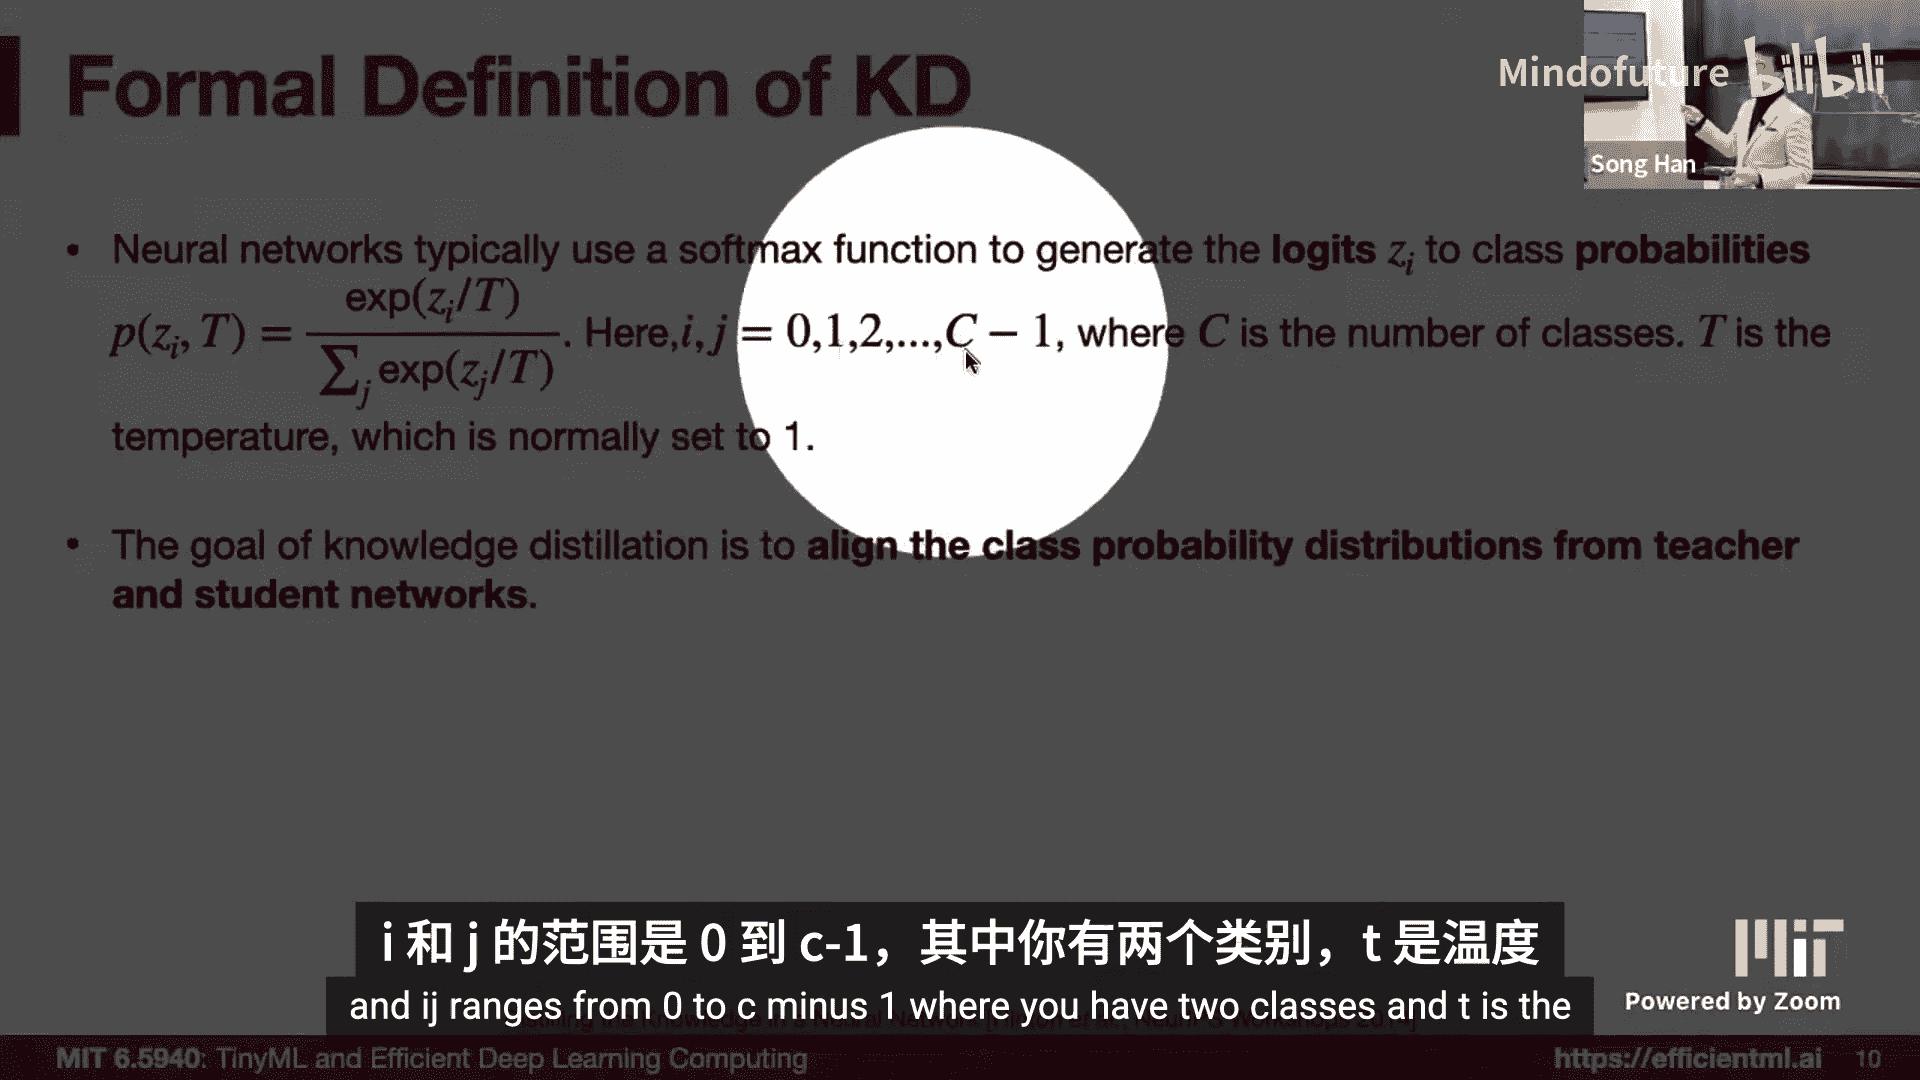 Formal Definition of KD
Mindofuture bilibili
Song Han
• Neural networks typically use a softmax function to generate the logits z_i to class probabilities
p(z_i, T) = exp(z_i/T) / ∑_j exp(z_j/T). Here, i, j = 0,1,2,...,C − 1, where C is the number of classes. T is the
temperature, which is normally set to 1.
• The goal of knowledge distillation is to align the class probability distributions from teacher
and student networks.
i 和 j 的范围是 0 到 c-1，其中你有两个类别，t 是温度
and ij ranges from 0 to c minus 1 where you have two classes and t is the
MIT
Powered by Zoom
MIT 6.5940: TinyML and Efficient Deep Learning Computing
https://efficientml.ai
10